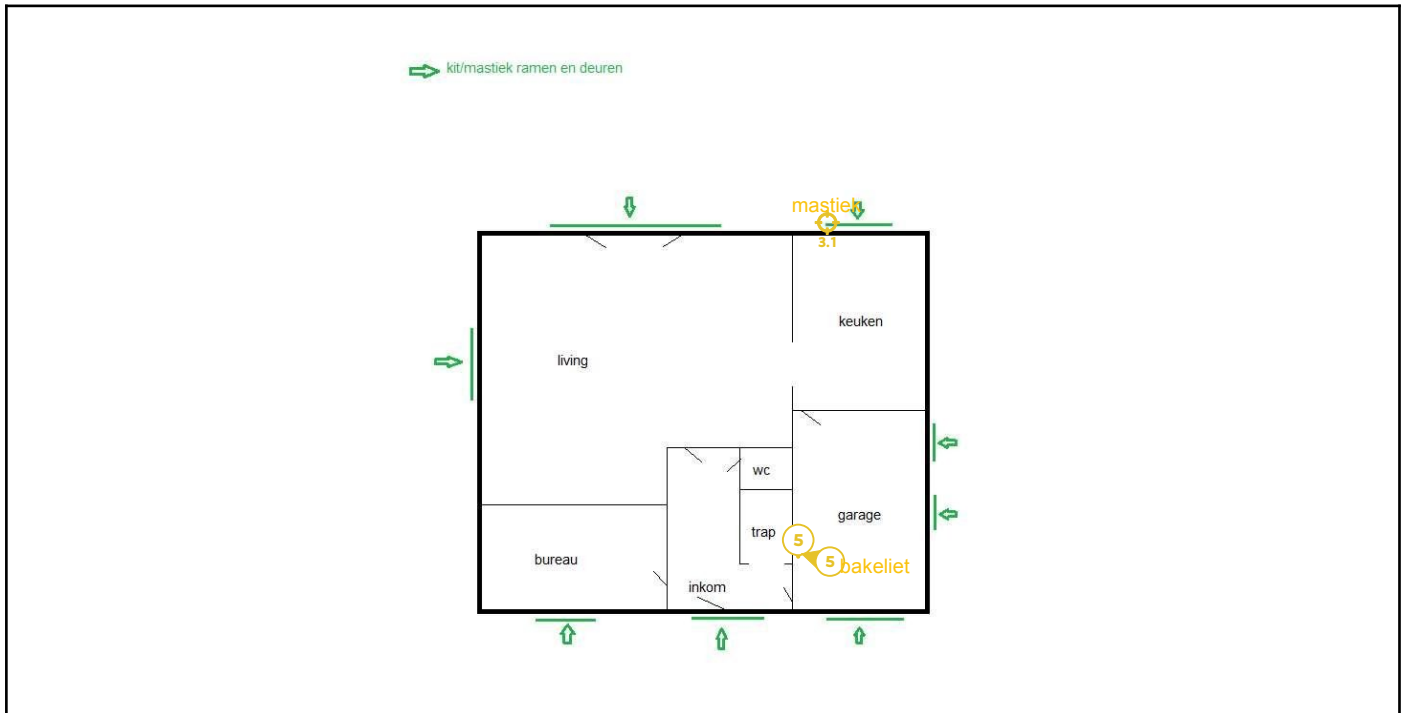 kit/mastiek ramen en deuren
mastiek
3.1
keuken
living
wc
garage
trap
5
5 bakeliet
bureau
inkom